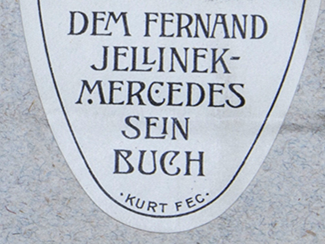 DEM FERNAND
JELLINEK-
MERCEDES
SEIN
BUCH
·KURT FEC·